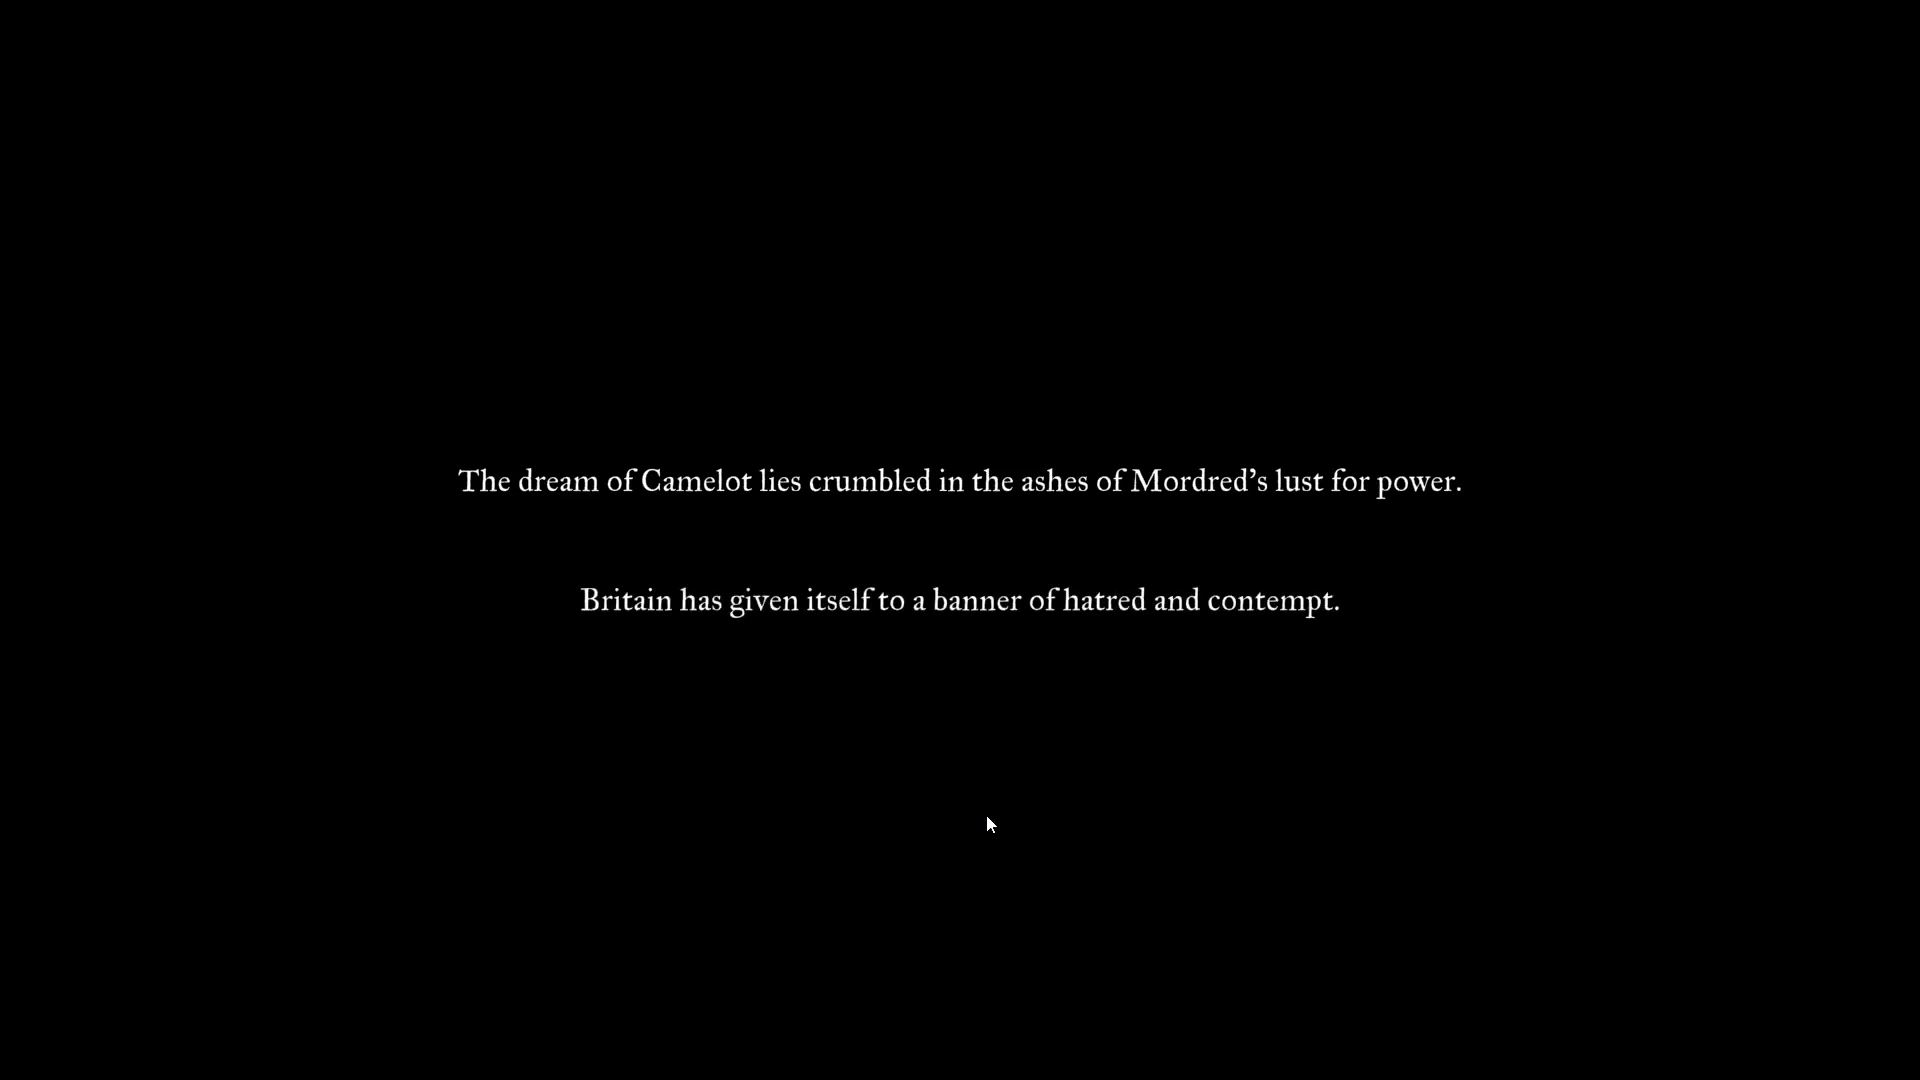 The dream of Camelot lies crumbled in the ashes of Mordred’s lust for power.
Britain has given itself to a banner of hatred and contempt.